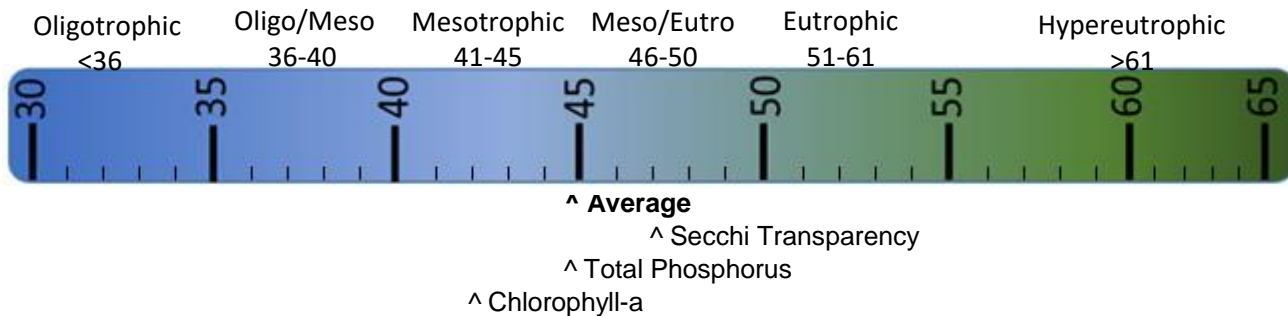 Oligotrophic Oligo/Meso Mesotrophic Meso/Eutro Eutrophic Hypereutrophic
<36 36-40 41-45 46-50 51-61 >61
30 35 40 45 50 55 60 65
^ Average
^ Secchi Transparency
^ Total Phosphorus
^ Chlorophyll-a